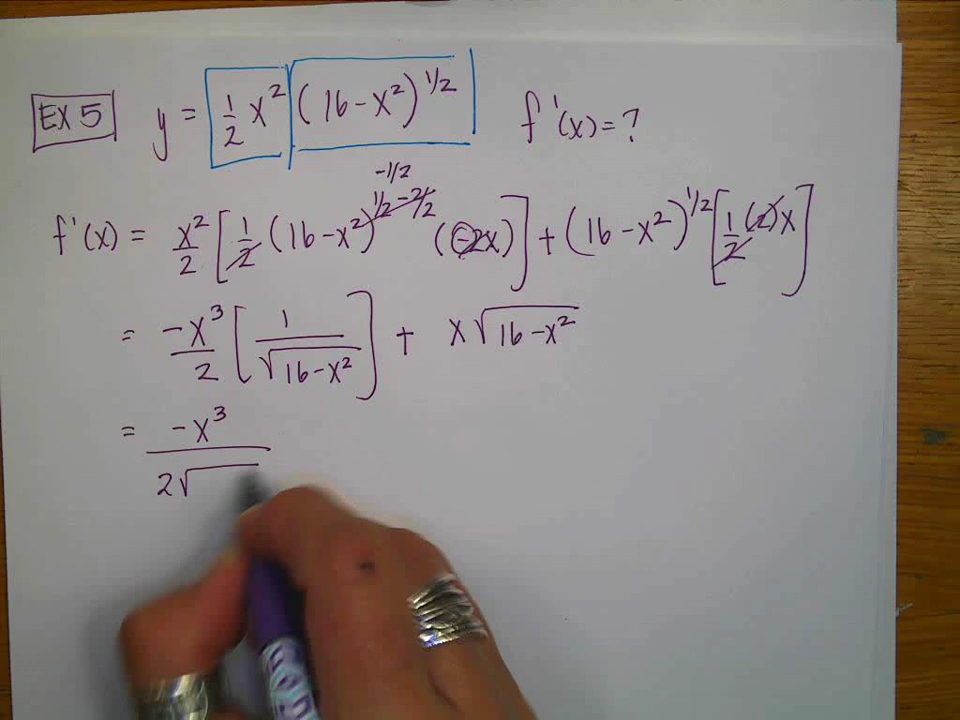 EX 5 y = 1/2 x² (16-x²)^1/2 f'(x)=?
f'(x) = x²/2 [1/2 (16-x²)^1/2-2/2 -1/2 (-2x)] + (16-x²)^1/2 [1/2 (2)x]
= -x³/2 [1/√16-x²] + x√16-x²
= -x³/2√